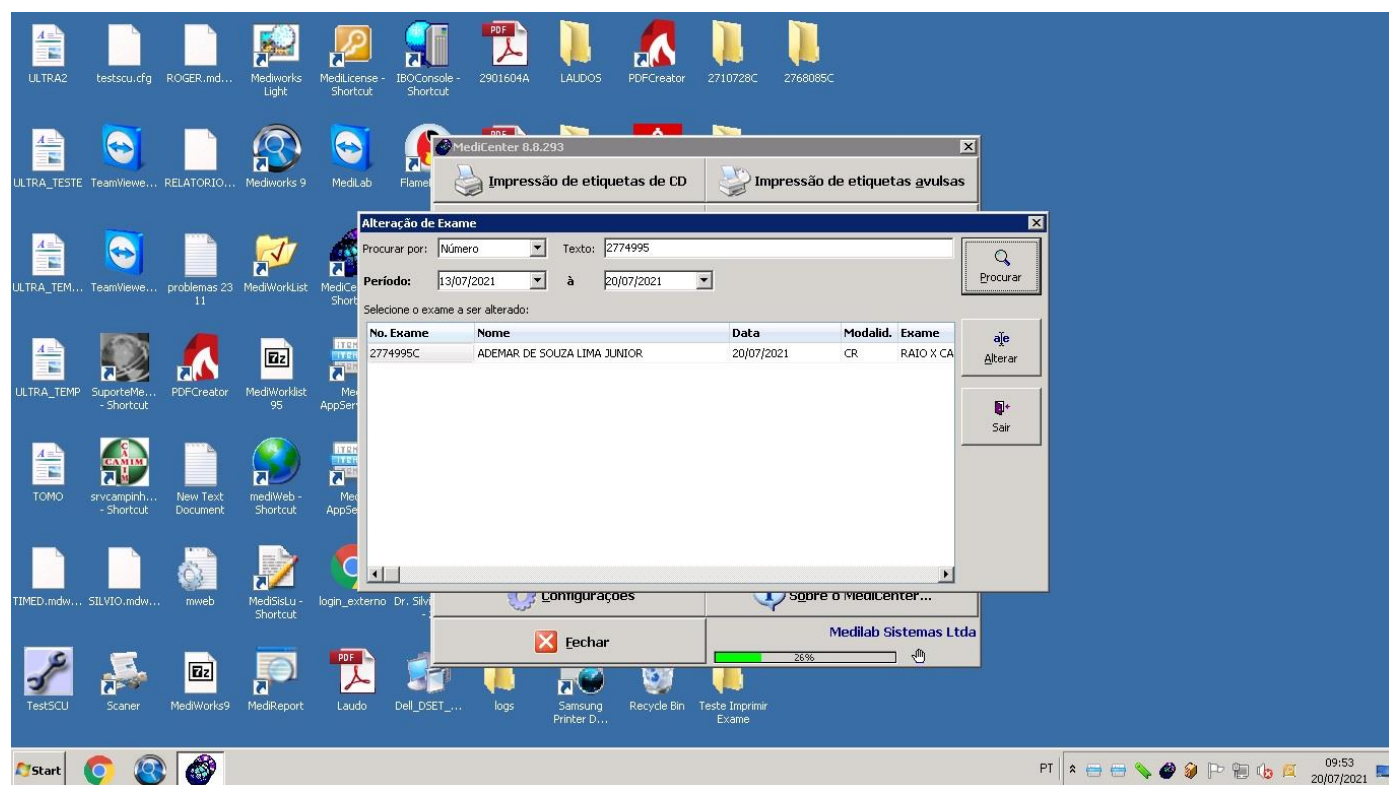 ULTRA2
testscu.cfg
ROGER.md...
Mediworks Light
MediLicense - Shortcut
IBOConsole - Shortcut
PDF
2901604A
LAUDOS
PDFCreator
2710728C
2768085C
ULTRA_TESTE
TeamViewe...
RELATORIO...
Mediworks 9
MediLab
MediCenter 8.8.293
Impressão de etiquetas de CD
Impressão de etiquetas avulsas
Alteração de Exame
Procurar por:
Número
Texto:
2774995
Procurar
Período:
13/07/2021
à
20/07/2021
Selecione o exame a ser alterado:
No. Exame
Nome
Data
Modalid.
Exame
2774995C
ADEMAR DE SOUZA LIMA JUNIOR
20/07/2021
CR
RAIO X CA
Alterar
Sair
ULTRA_TEM...
TeamViewe...
problemas 23 11
MediWorkList
ULTRA_TEMP
SuporteMe... - Shortcut
PDFCreator
7z
MediWorklist 95
CAMIM
TOMO
srvcampinh... - Shortcut
New Text Document
mediWeb - Shortcut
TIMED.mdw...
SILVIO.mdw...
mweb
MediSisLu - Shortcut
login_externo
Configurações
Sobre o MediCenter...
Fechar
Medilab Sistemas Ltda
26%
TestSCU
Scaner
7z
MediWorks9
MediReport
PDF
Laudo
Dell_DSET_...
logs
Samsung Printer D...
Recycle Bin
Teste Imprimir Exame
Start
PT
09:53
20/07/2021